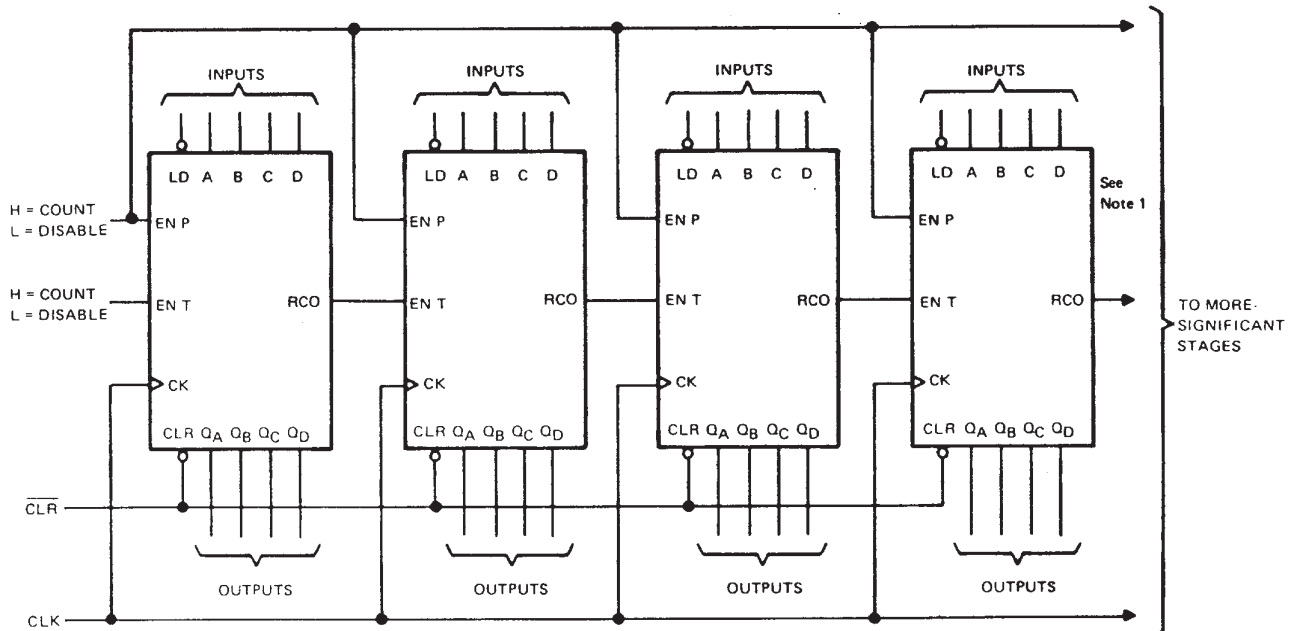 INPUTS INPUTS INPUTS INPUTS
LD A B C D LD A B C D LD A B C D LD A B C D
See
Note 1
H = COUNT
L = DISABLE
EN P EN P EN P EN P
H = COUNT
L = DISABLE
EN T RCO EN T RCO EN T RCO EN T RCO
TO MORE-
SIGNIFICANT
STAGES
CK CK CK CK
CLR QA QB QC QD CLR QA QB QC QD CLR QA QB QC QD CLR QA QB QC QD
CLR
OUTPUTS OUTPUTS OUTPUTS OUTPUTS
CLK